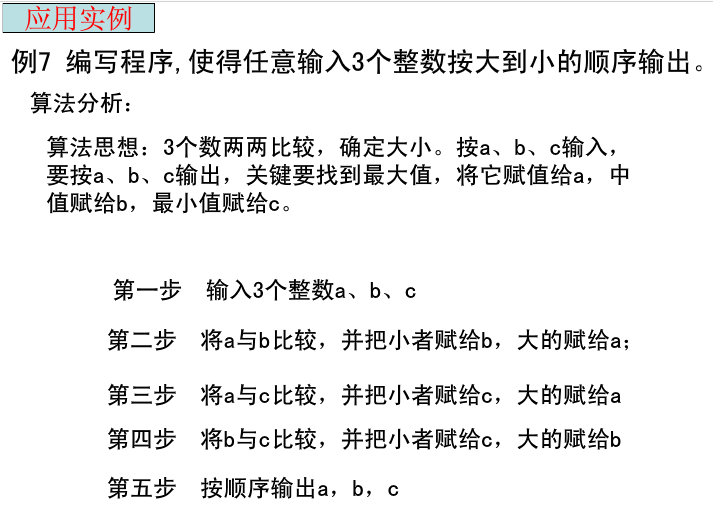 应用实例
例7 编写程序,使得任意输入3个整数按大到小的顺序输出。
算法分析：
算法思想：3个数两两比较，确定大小。按a、b、c输入，
要按a、b、c输出，关键要找到最大值，将它赋值给a，中
值赋给b，最小值赋给c。
第一步 输入3个整数a、b、c
第二步 将a与b比较，并把小者赋给b，大的赋给a；
第三步 将a与c比较，并把小者赋给c，大的赋给a
第四步 将b与c比较，并把小者赋给c，大的赋给b
第五步 按顺序输出a，b，c